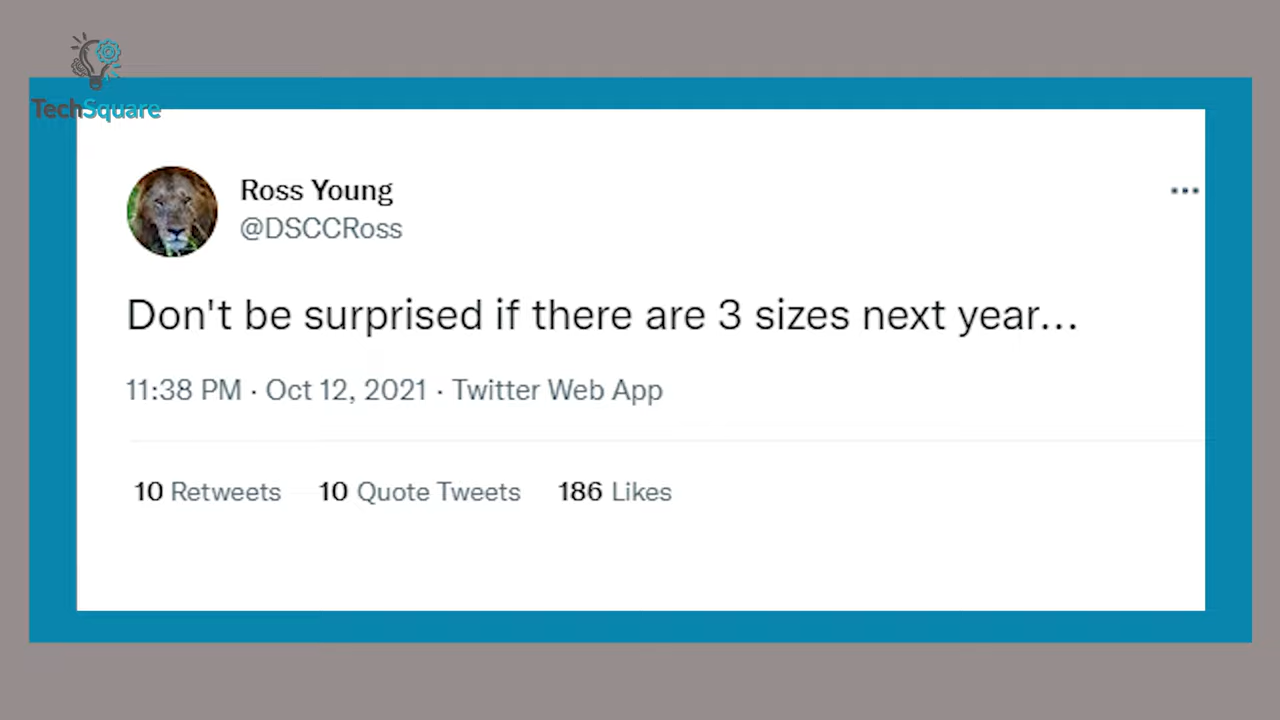 TechSquare
Ross Young
@DSCCRoss
Don't be surprised if there are 3 sizes next year...
11:38 PM · Oct 12, 2021 · Twitter Web App
10 Retweets 10 Quote Tweets 186 Likes